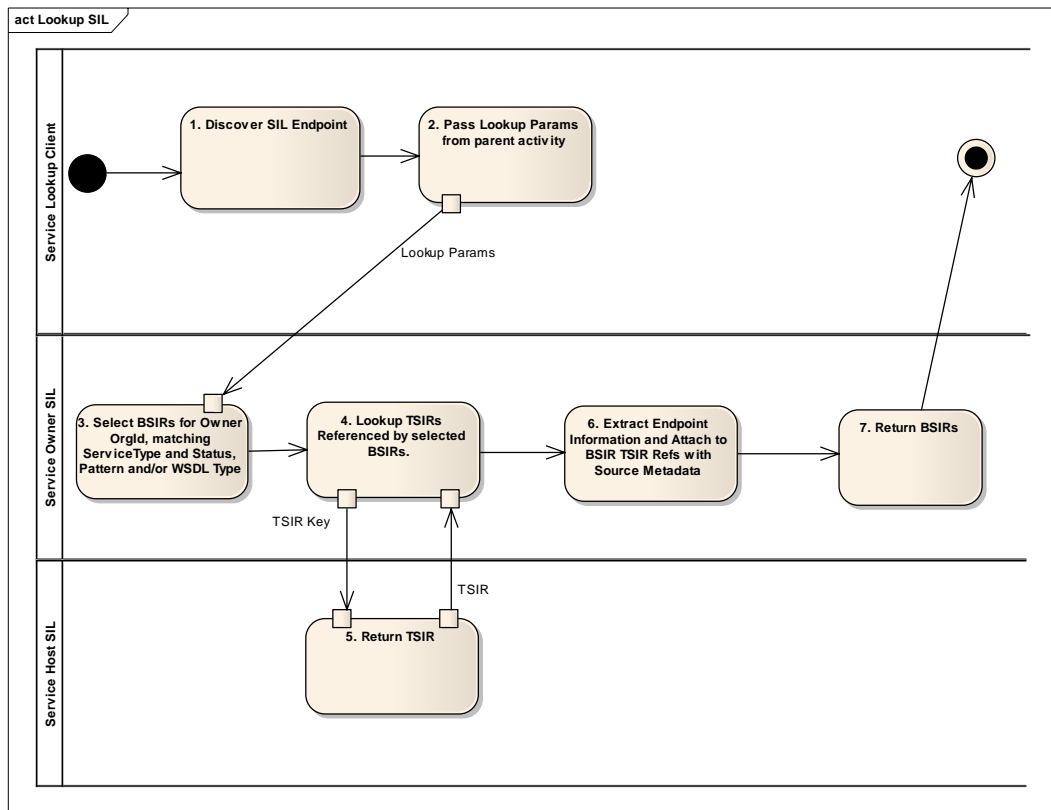 act Lookup SIL
Service Lookup Client
1. Discover SIL Endpoint
2. Pass Lookup Params
from parent activity
Lookup Params
Service Owner SIL
3. Select BSIRs for Owner
OrgId, matching
ServiceType and Status,
Pattern and/or WSDL Type
4. Lookup TSIRs
Referenced by selected
BSIRs.
6. Extract Endpoint
Information and Attach to
BSIR TSIR Refs with
Source Metadata
7. Return BSIRs
TSIR Key
TSIR
Service Host SIL
5. Return TSIR